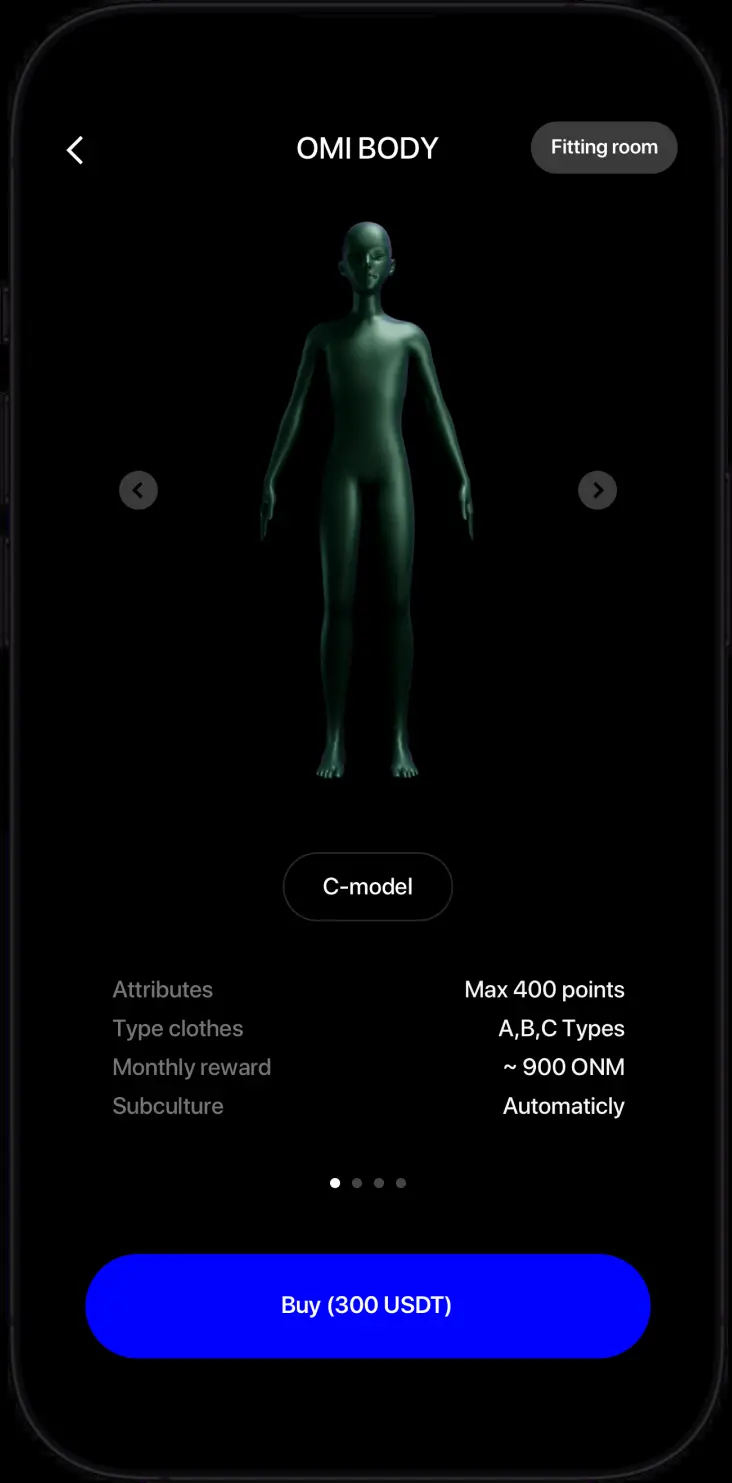 OMI BODY
Fitting room
C-model
Attributes Max 400 points
Type clothes A,B,C Types
Monthly reward ~ 900 ONM
Subculture Automaticly
Buy (300 USDT)